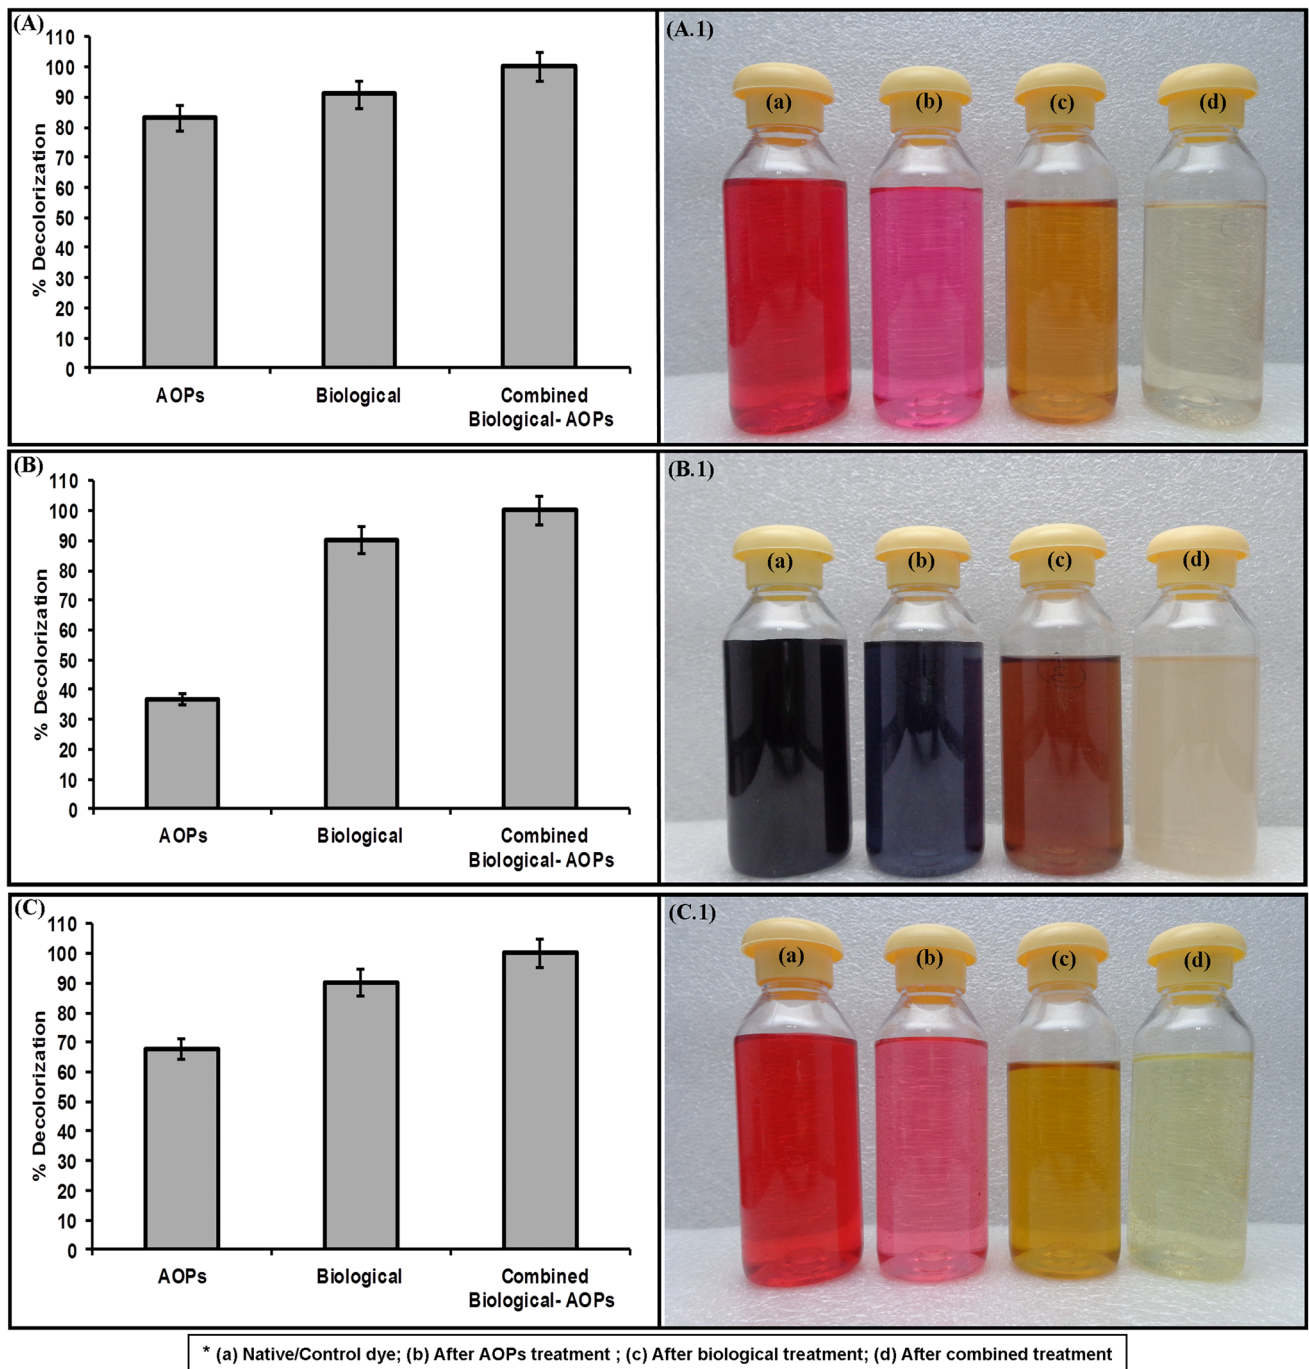 (A)
110
100
90
80
70
60
50
40
30
20
10
0
% Decolorization
AOPs
Biological
Combined
Biological- AOPs
(A.1)
(a)
(b)
(c)
(d)
(B)
110
100
90
80
70
60
50
40
30
20
10
0
% Decolorization
AOPs
Biological
Combined
Biological- AOPs
(B.1)
(a)
(b)
(c)
(d)
(C)
110
100
90
80
70
60
50
40
30
20
10
0
% Decolorization
AOPs
Biological
Combined
Biological- AOPs
(C.1)
(a)
(b)
(c)
(d)
* (a) Native/Control dye; (b) After AOPs treatment ; (c) After biological treatment; (d) After combined treatment